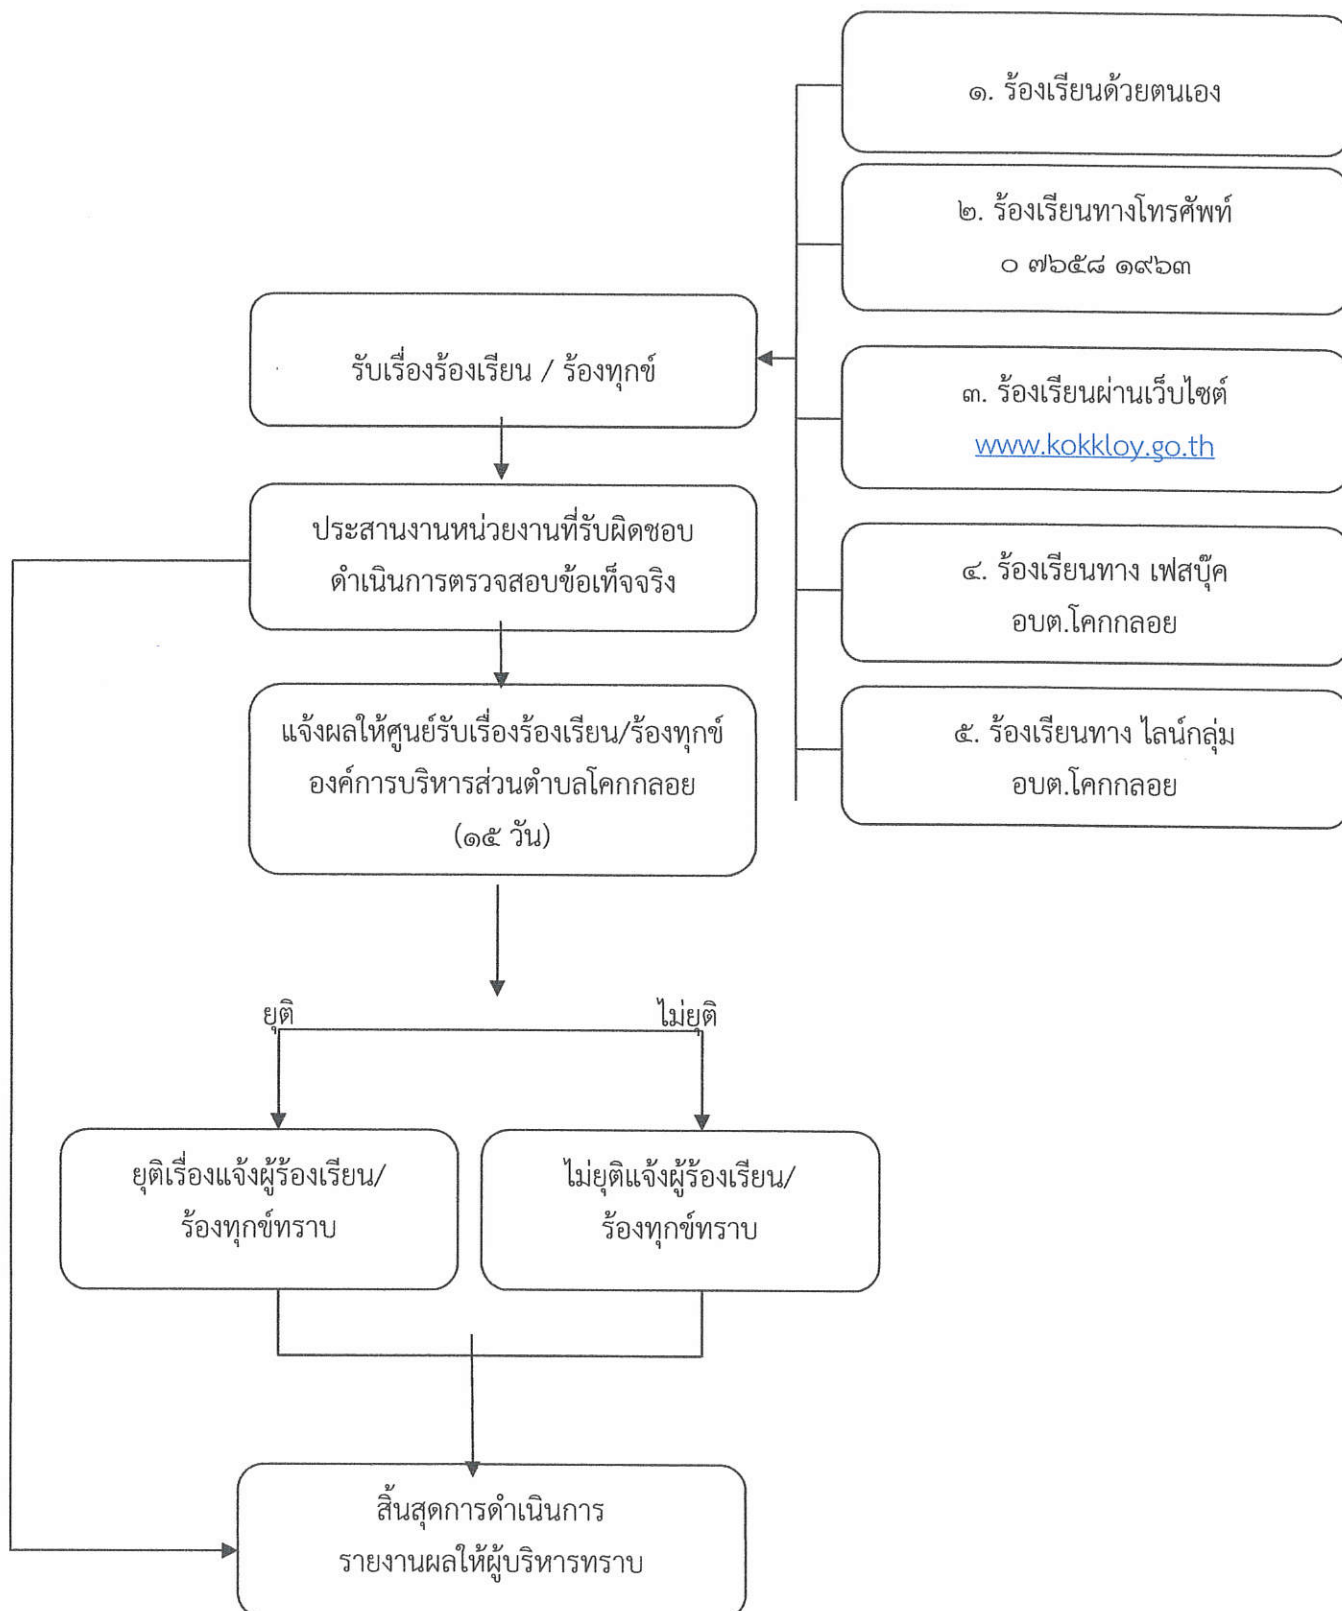 ๑. ร้องเรียนด้วยตนเอง
๒. ร้องเรียนทางโทรศัพท์
๐ ๗๖๕๘ ๑๙๖๓
๓. ร้องเรียนผ่านเว็บไซต์
www.kokkloy.go.th
๔. ร้องเรียนทาง เฟสบุ๊ค
อบต.โคกกลอย
๕. ร้องเรียนทาง ไลน์กลุ่ม
อบต.โคกกลอย
รับเรื่องร้องเรียน / ร้องทุกข์
ประสานงานหน่วยงานที่รับผิดชอบ
ดำเนินการตรวจสอบข้อเท็จจริง
แจ้งผลให้ศูนย์รับเรื่องร้องเรียน/ร้องทุกข์
องค์การบริหารส่วนตำบลโคกกลอย
(๑๕ วัน)
ยุติ
ไม่ยุติ
ยุติเรื่องแจ้งผู้ร้องเรียน/
ร้องทุกข์ทราบ
ไม่ยุติแจ้งผู้ร้องเรียน/
ร้องทุกข์ทราบ
สิ้นสุดการดำเนินการ
รายงานผลให้ผู้บริหารทราบ